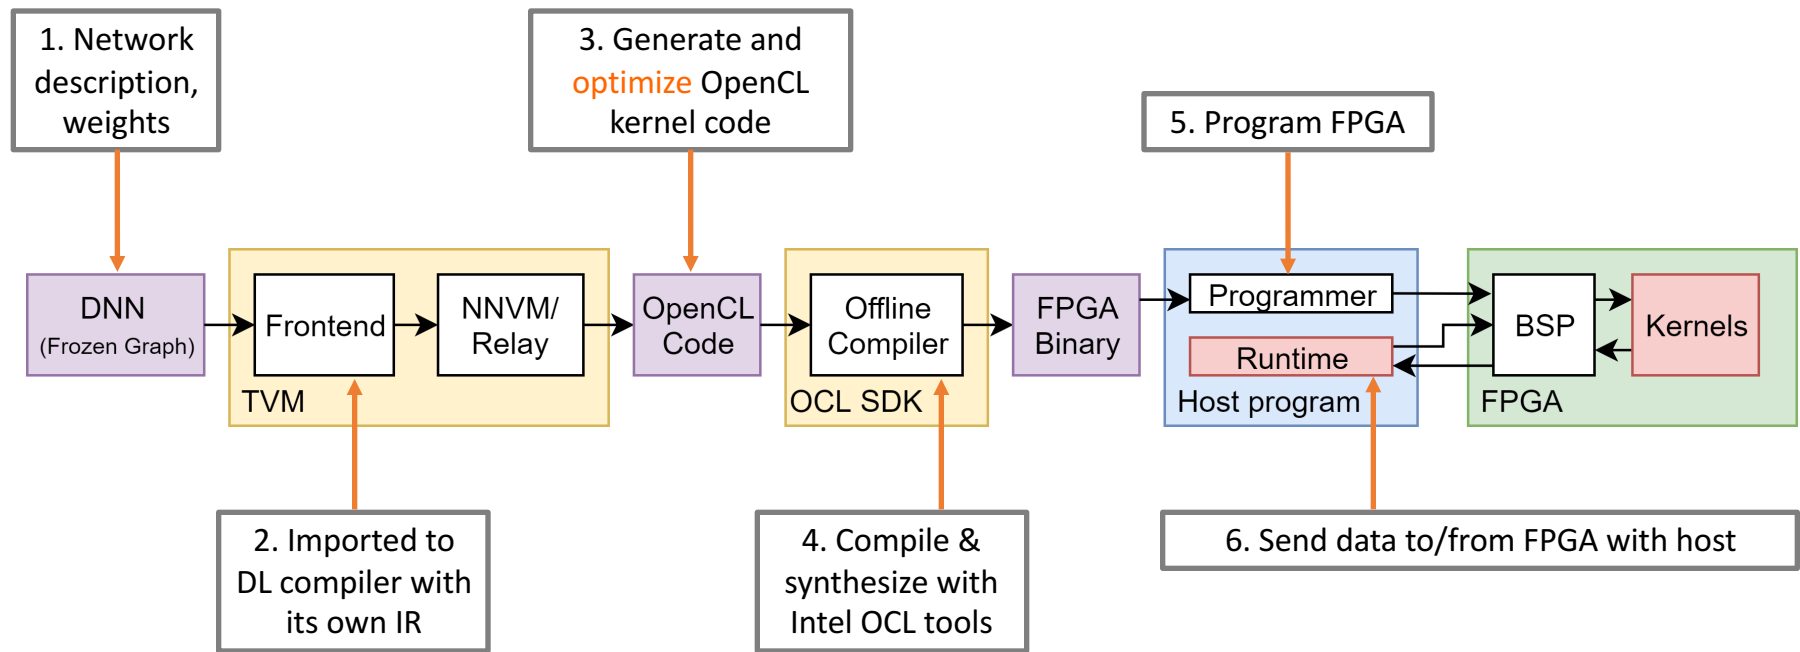 1. Network
description,
weights
3. Generate and
optimize OpenCL
kernel code
5. Program FPGA
DNN
(Frozen Graph)
Frontend
NNVM/
Relay
TVM
OpenCL
Code
Offline
Compiler
OCL SDK
FPGA
Binary
Programmer
Runtime
Host program
BSP
Kernels
FPGA
2. Imported to
DL compiler with
its own IR
4. Compile &
synthesize with
Intel OCL tools
6. Send data to/from FPGA with host